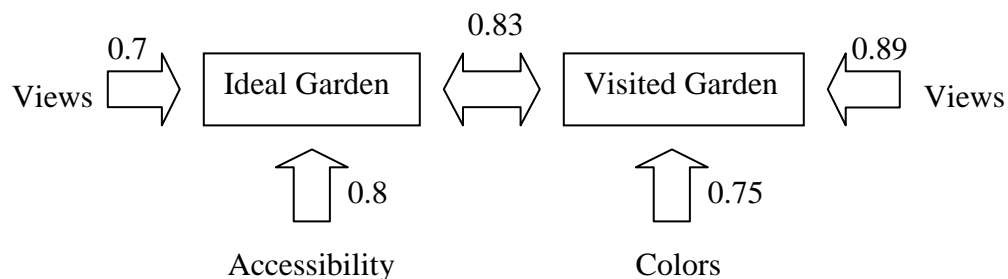 0.83
0.7
0.89
Ideal Garden
Visited Garden
Views
Views
0.8
0.75
Accessibility
Colors